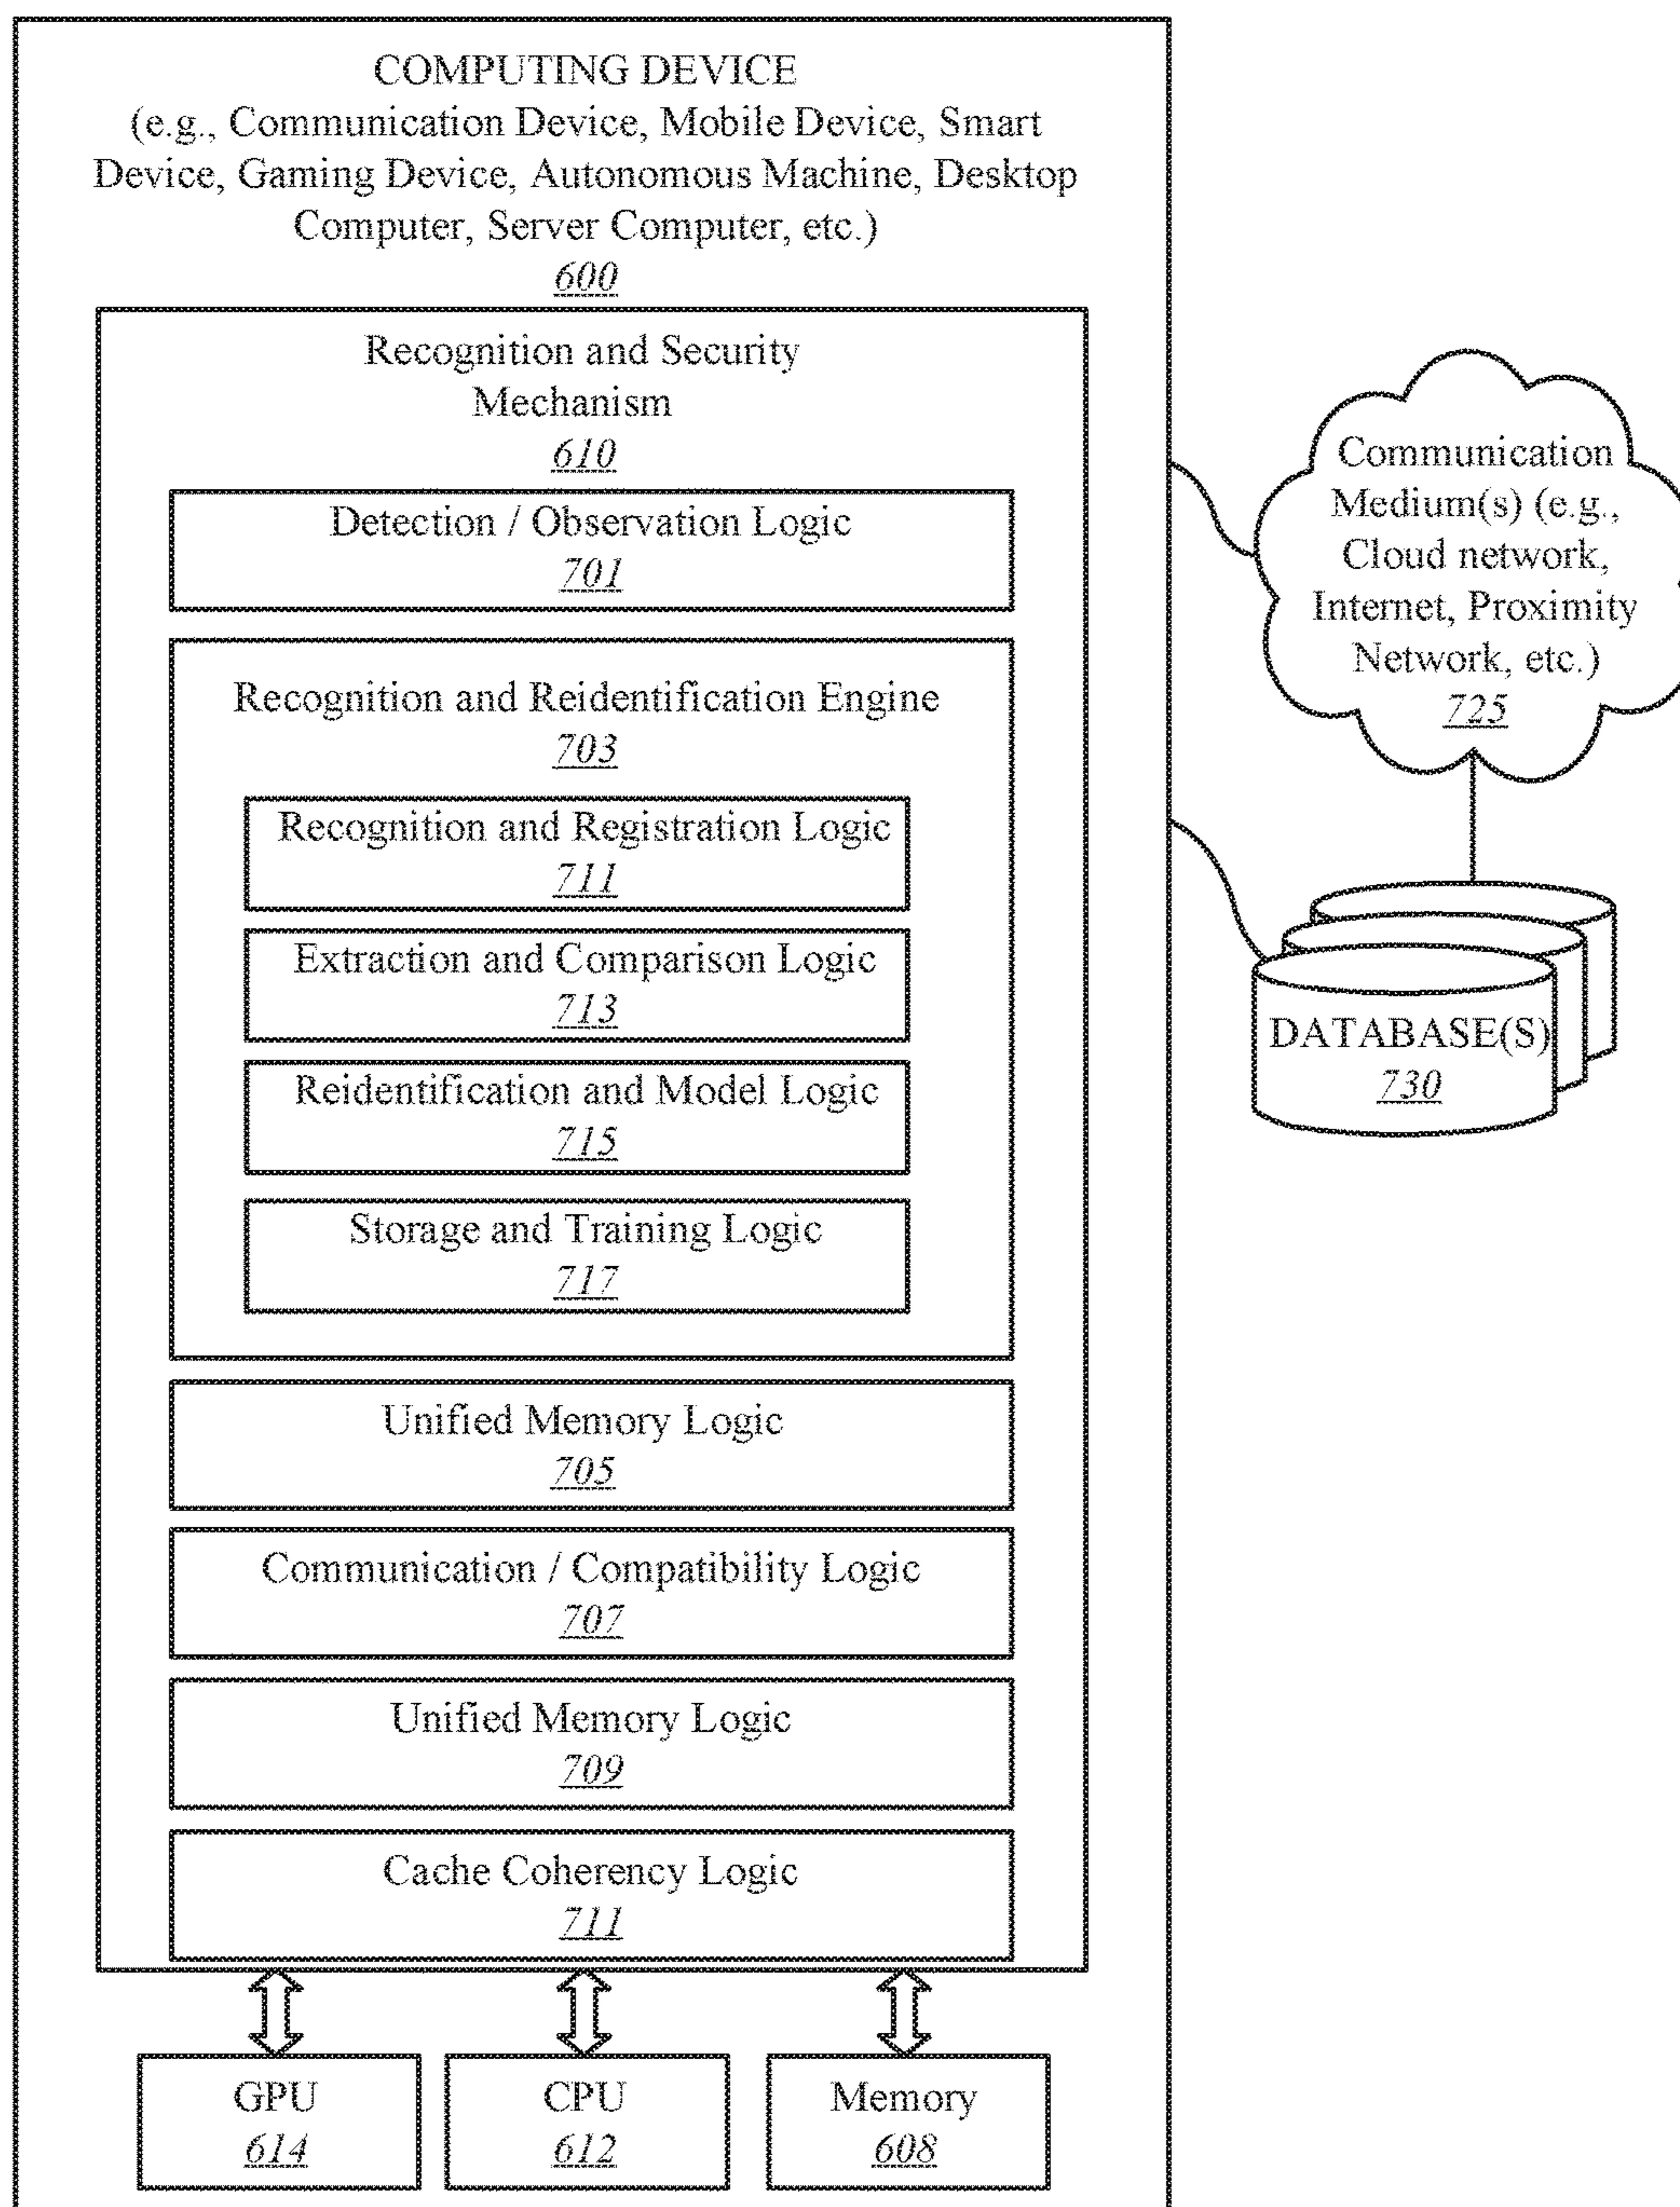 COMPUTING DEVICE
(e.g., Communication Device, Mobile Device, Smart
Device, Gaming Device, Autonomous Machine, Desktop
Computer, Server Computer, etc.)
600
Recognition and Security
Mechanism
610
Detection / Observation Logic
701
Recognition and Reidentification Engine
703
Recognition and Registration Logic
711
Extraction and Comparison Logic
713
Reidentification and Model Logic
715
Storage and Training Logic
717
Unified Memory Logic
705
Communication / Compatibility Logic
707
Unified Memory Logic
709
Cache Coherency Logic
711
GPU
614
CPU
612
Memory
608
Communication
Medium(s) (e.g.,
Cloud network,
Internet, Proximity
Network, etc.)
725
DATABASE(S)
730